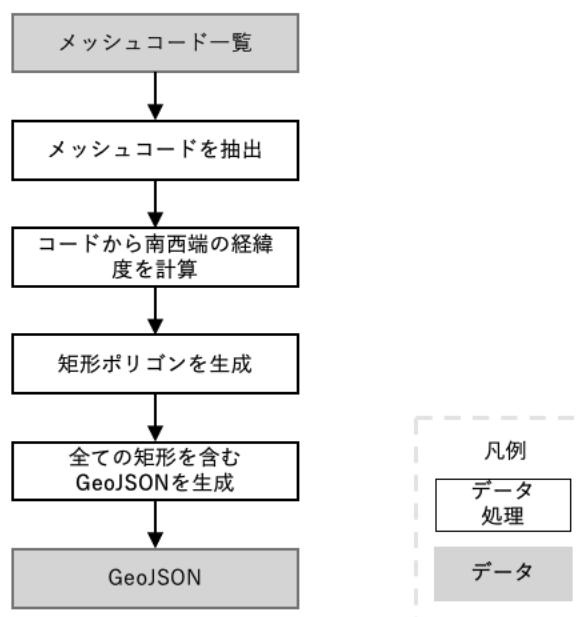 メッシュコード一覧
メッシュコードを抽出
コードから南西端の経緯
度を計算
矩形ポリゴンを生成
全ての矩形を含む
GeoJSONを生成
GeoJSON
凡例
データ
処理
データ